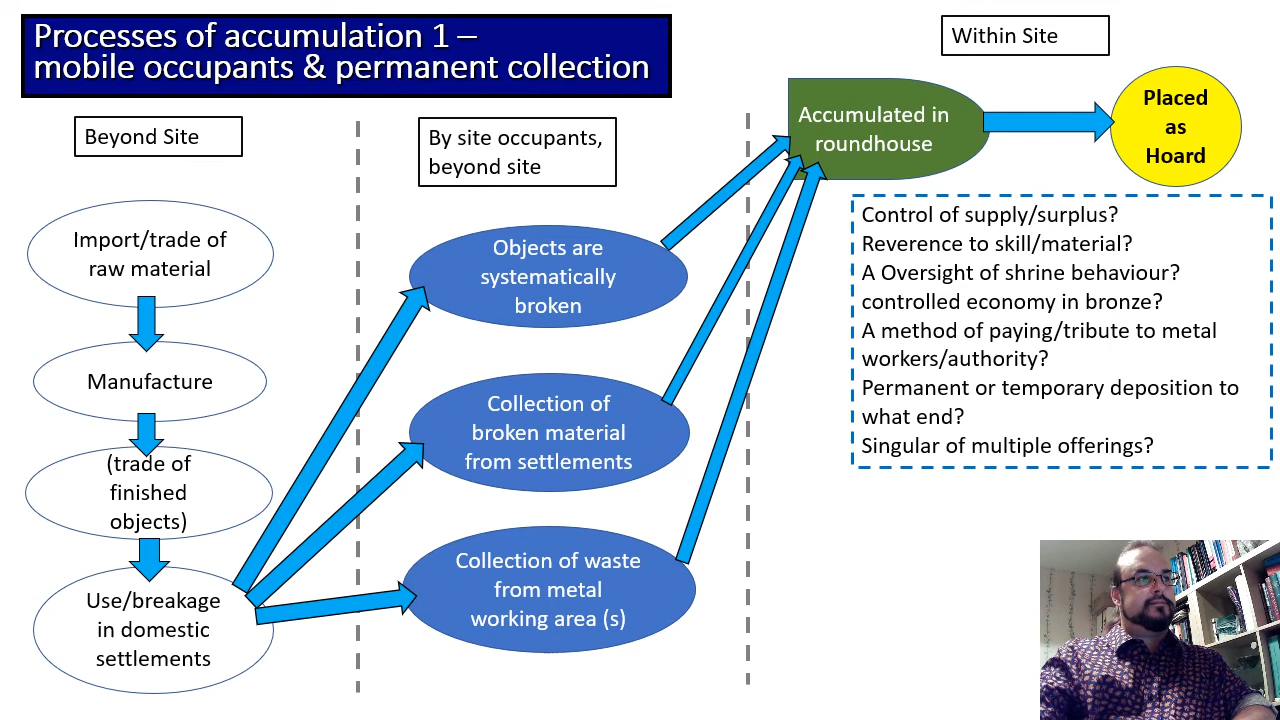 Processes of accumulation 1 –
mobile occupants & permanent collection
Within Site
Beyond Site
By site occupants,
beyond site
Accumulated in
roundhouse
Placed
as
Hoard
Import/trade of
raw material
Manufacture
(trade of
finished
objects)
Use/breakage
in domestic
settlements
Objects are
systematically
broken
Collection of
broken material
from settlements
Collection of waste
from metal
working area (s)
Control of supply/surplus?
Reverence to skill/material?
A Oversight of shrine behaviour?
controlled economy in bronze?
A method of paying/tribute to metal
workers/authority?
Permanent or temporary deposition to
what end?
Singular of multiple offerings?